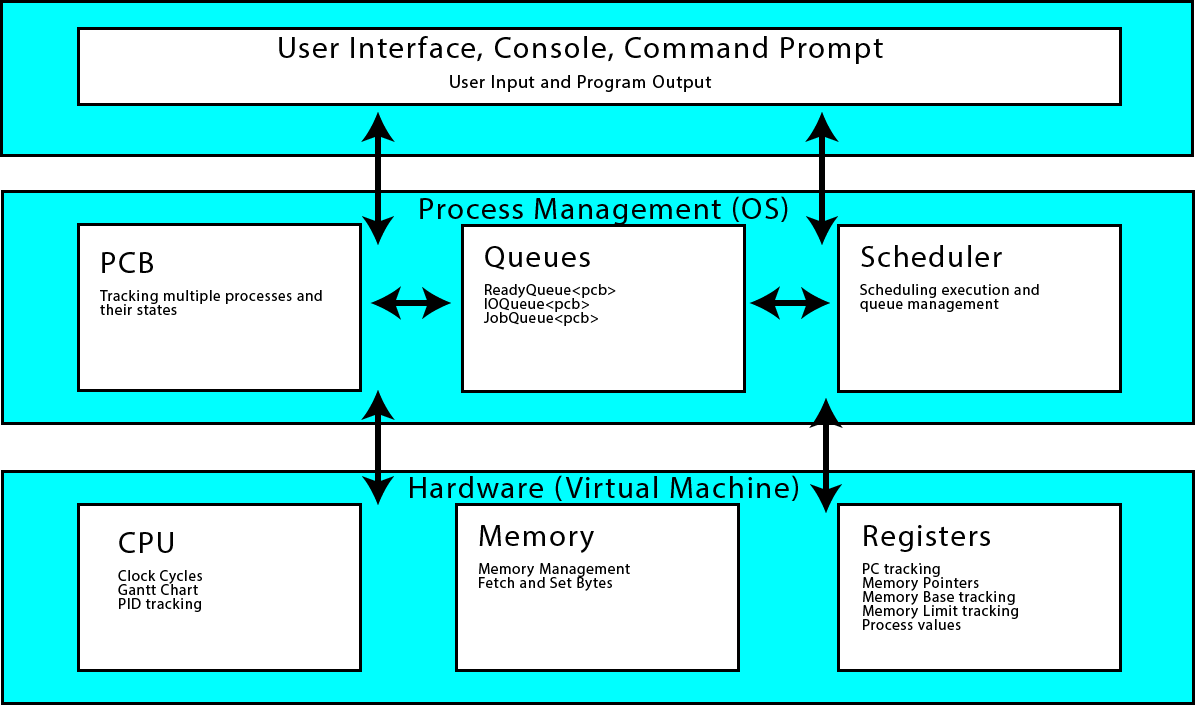 User Interface, Console, Command Prompt
User Input and Program Output
Process Management (OS)
PCB
Tracking multiple processes and
their states
Queues
ReadyQueue<pcb>
IOQueue<pcb>
JobQueue<pcb>
Scheduler
Scheduling execution and
queue management
Hardware (Virtual Machine)
CPU
Clock Cycles
Gantt Chart
PID tracking
Memory
Memory Management
Fetch and Set Bytes
Registers
PC tracking
Memory Pointers
Memory Base tracking
Memory Limit tracking
Process values